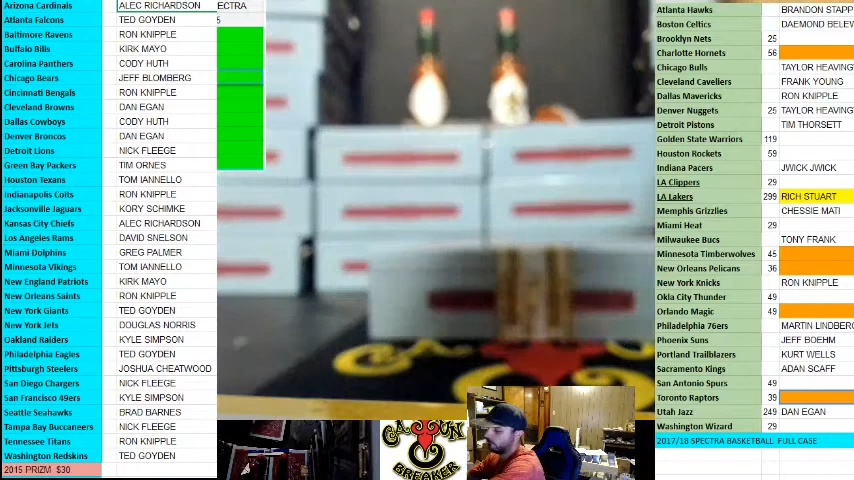 Arizona Cardinals ALEC RICHARDSON ECTRA
Atlanta Falcons TED GOYDEN
Baltimore Ravens RON KNIPPLE
Buffalo Bills KIRK MAYO
Carolina Panthers CODY HUTH
Chicago Bears JEFF BLOMBERG
Cincinnati Bengals RON KNIPPLE
Cleveland Browns DAN EGAN
Dallas Cowboys CODY HUTH
Denver Broncos DAN EGAN
Detroit Lions NICK FLEEGE
Green Bay Packers TIM ORNES
Houston Texans TOM IANNELLO
Indianapolis Colts RON KNIPPLE
Jacksonville Jaguars KORY SCHIMKE
Kansas City Chiefs ALEC RICHARDSON
Los Angeles Rams DAVID SNELSON
Miami Dolphins GREG PALMER
Minnesota Vikings TOM IANNELLO
New England Patriots KIRK MAYO
New Orleans Saints RON KNIPPLE
New York Giants TED GOYDEN
New York Jets DOUGLAS NORRIS
Oakland Raiders KYLE SIMPSON
Philadelphia Eagles TED GOYDEN
Pittsburgh Steelers JOSHUA CHEATWOOD
San Diego Chargers NICK FLEEGE
San Francisco 49ers KYLE SIMPSON
Seattle Seahawks BRAD BARNES
Tampa Bay Buccaneers NICK FLEEGE
Tennessee Titans RON KNIPPLE
Washington Redskins TED GOYDEN
2015 PRIZM $30
CAJUN
BREAKER
Atlanta Hawks BRANDON STAPP
Boston Celtics DAEMOND BELEW
Brooklyn Nets 25
Charlotte Hornets 56
Chicago Bulls TAYLOR HEAVING
Cleveland Caveliers FRANK YOUNG
Dallas Mavericks RON KNIPPLE
Denver Nuggets 25 TAYLOR HEAVING
Detroit Pistons TIM THORSETT
Golden State Warriors 119
Houston Rockets 59
Indiana Pacers JWICK JWICK
LA Clippers 29
LA Lakers 299 RICH STUART
Memphis Grizzlies CHESSIE MATI
Miami Heat 29
Milwaukee Bucs TONY FRANK
Minnesota Timberwolves 45
New Orleans Pelicans 36
New York Knicks RON KNIPPLE
Okla City Thunder 49
Orlando Magic 49
Philadelphia 76ers MARTIN LINDBERG
Phoenix Suns JEFF BOEHM
Portland Trailblazers KURT WELLS
Sacramento Kings ADAN SCAFF
San Antonio Spurs 49
Toronto Raptors 39
Utah Jazz 249 DAN EGAN
Washington Wizard 29
2017/18 SPECTRA BASKETBALL FULL CASE